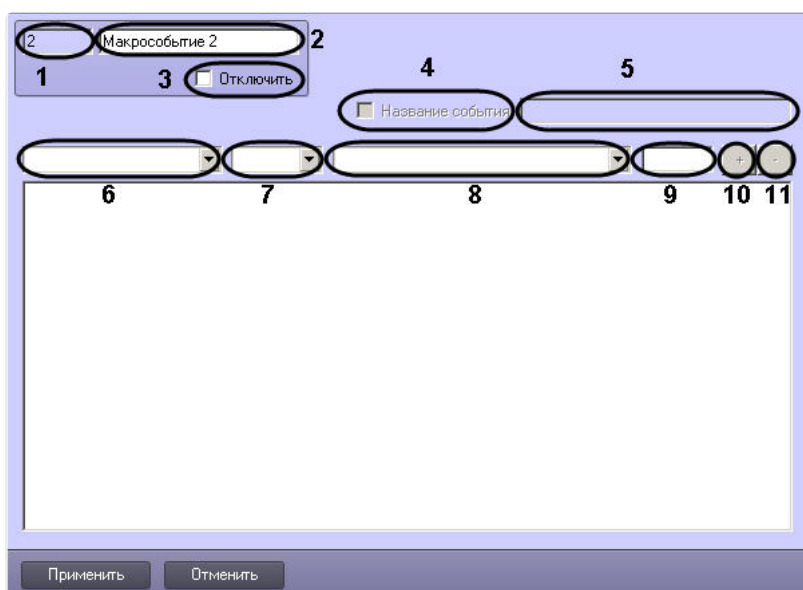 2 Макрособытие 2 2
1 3 Отключить
4 5
Название события
+ -
6 7 8 9 10 11
Применить Отменить